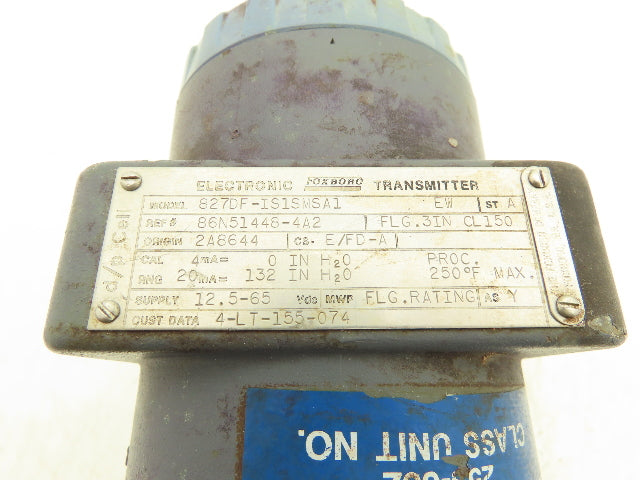 ELECTRONIC FOXBORO TRANSMITTER
d/p Cell
MODEL 827DF-IS1SMSA1 EW ST A
REF# 86N51446-4A2 FLG.3IN CL150
ORIGIN 2A8644 CS. E/FD-A
CAL 4mA= 0 IN H2O PROC.
RNG 20mA= 132 IN H2O 250°F MAX.
SUPPLY 12.5-65 Vdc MWP FLG.RATING AS Y
CUST DATA 4-LT-155-074
CLASS UNIT NO.